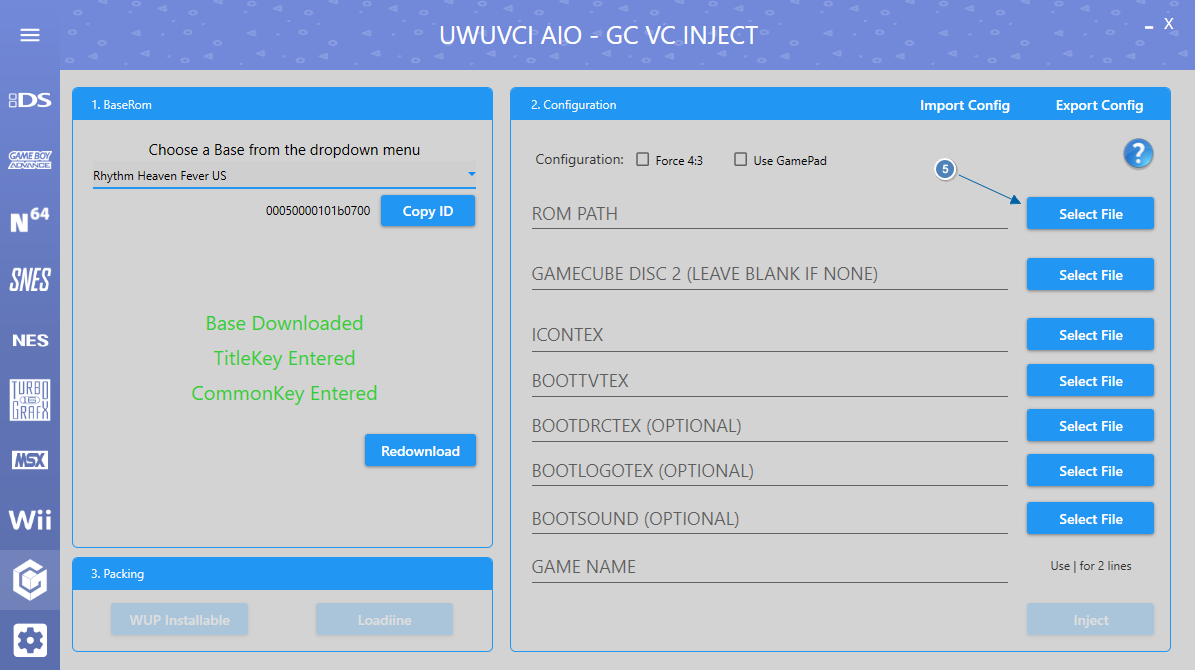 UWUVCI AIO - GC VC INJECT
X
DS
GAME BOY
ADVANCE
N64
SNES
NES
TURBO
16
GRAFX
MSX
Wii
1. BaseRom
Choose a Base from the dropdown menu
Rhythm Heaven Fever US
00050000101b0700
Copy ID
Base Downloaded
TitleKey Entered
CommonKey Entered
Redownload
3. Packing
WUP Installable
Loadiine
2. Configuration
Import Config
Export Config
Configuration:
Force 4:3
Use GamePad
?
5
ROM PATH
Select File
GAMECUBE DISC 2 (LEAVE BLANK IF NONE)
Select File
ICONTEX
Select File
BOOTTVTEX
Select File
BOOTDRCTEX (OPTIONAL)
Select File
BOOTLOGOTEX (OPTIONAL)
Select File
BOOTSOUND (OPTIONAL)
Select File
GAME NAME
Use | for 2 lines
Inject